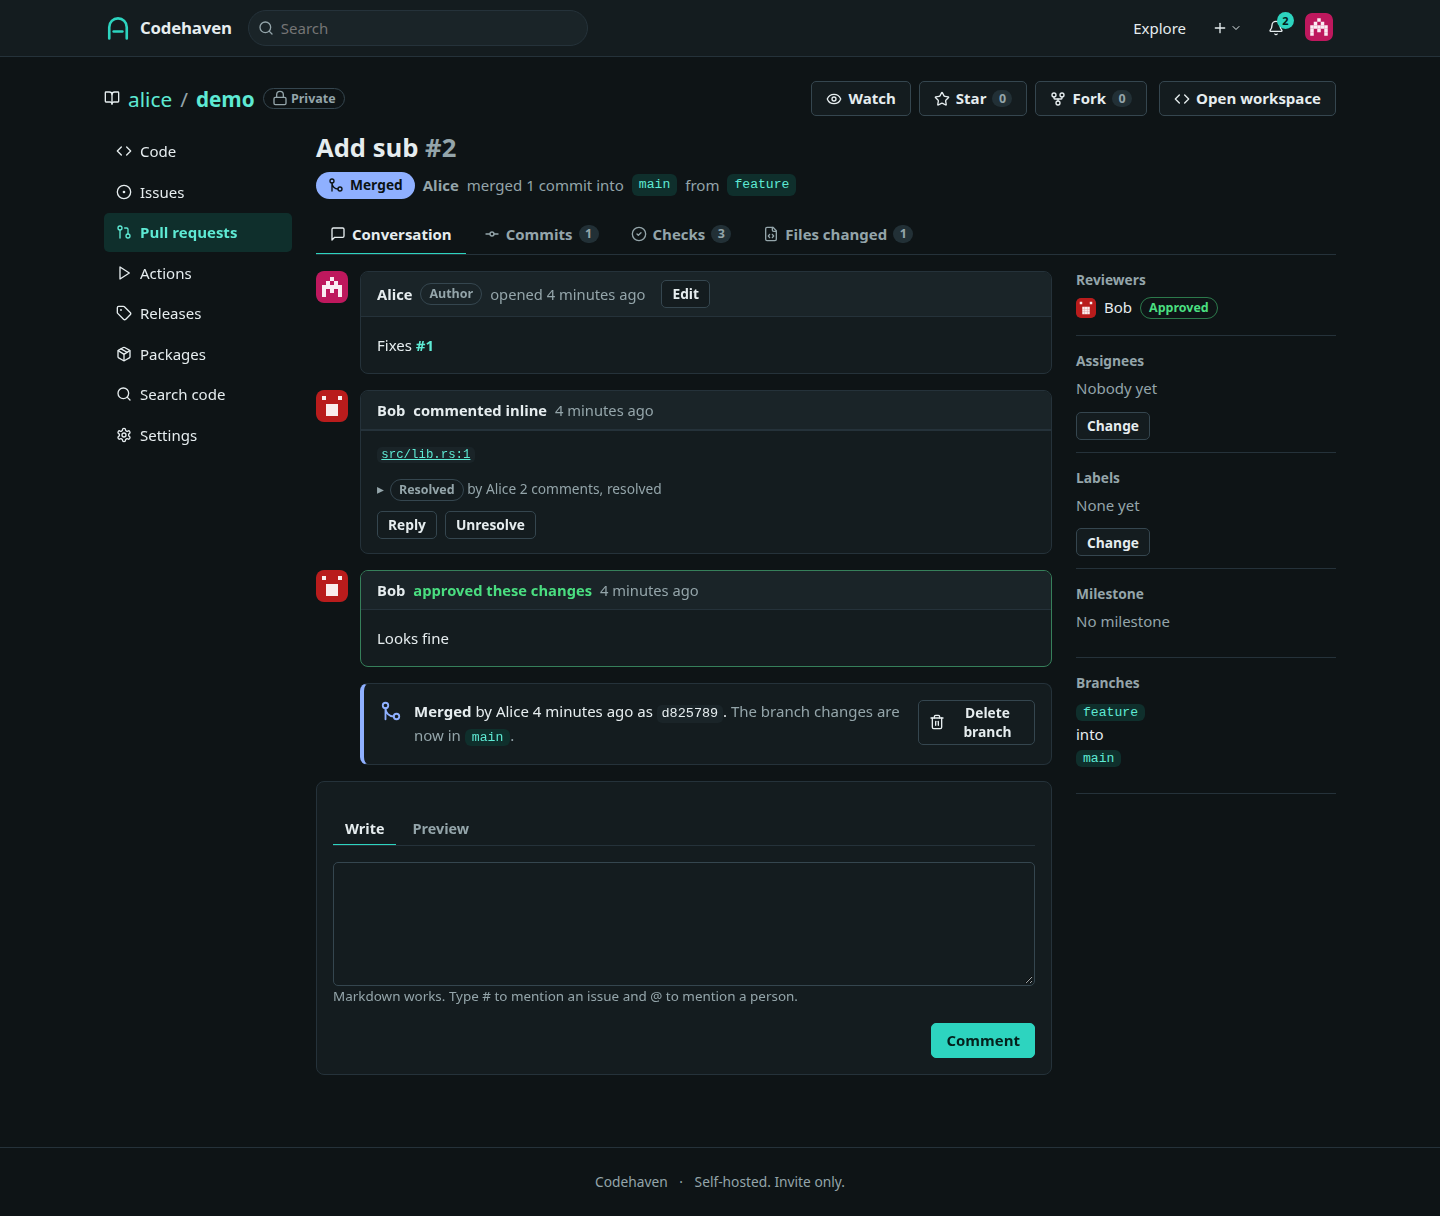 Codehaven
Search
Explore
2
alice / demo
Private
Watch
Star 0
Fork 0
Open workspace
Code
Issues
Pull requests
Actions
Releases
Packages
Search code
Settings
Add sub #2
Merged Alice merged 1 commit into main from feature
Conversation
Commits 1
Checks 3
Files changed 1
Alice Author opened 4 minutes ago Edit
Fixes #1
Bob commented inline 4 minutes ago
src/lib.rs:1
Resolved by Alice 2 comments, resolved
Reply
Unresolve
Bob approved these changes 4 minutes ago
Looks fine
Merged by Alice 4 minutes ago as d825789. The branch changes are
now in main.
Delete
branch
Write
Preview
Markdown works. Type # to mention an issue and @ to mention a person.
Comment
Reviewers
Bob Approved
Assignees
Nobody yet
Change
Labels
None yet
Change
Milestone
No milestone
Branches
feature
into
main
Codehaven · Self-hosted. Invite only.